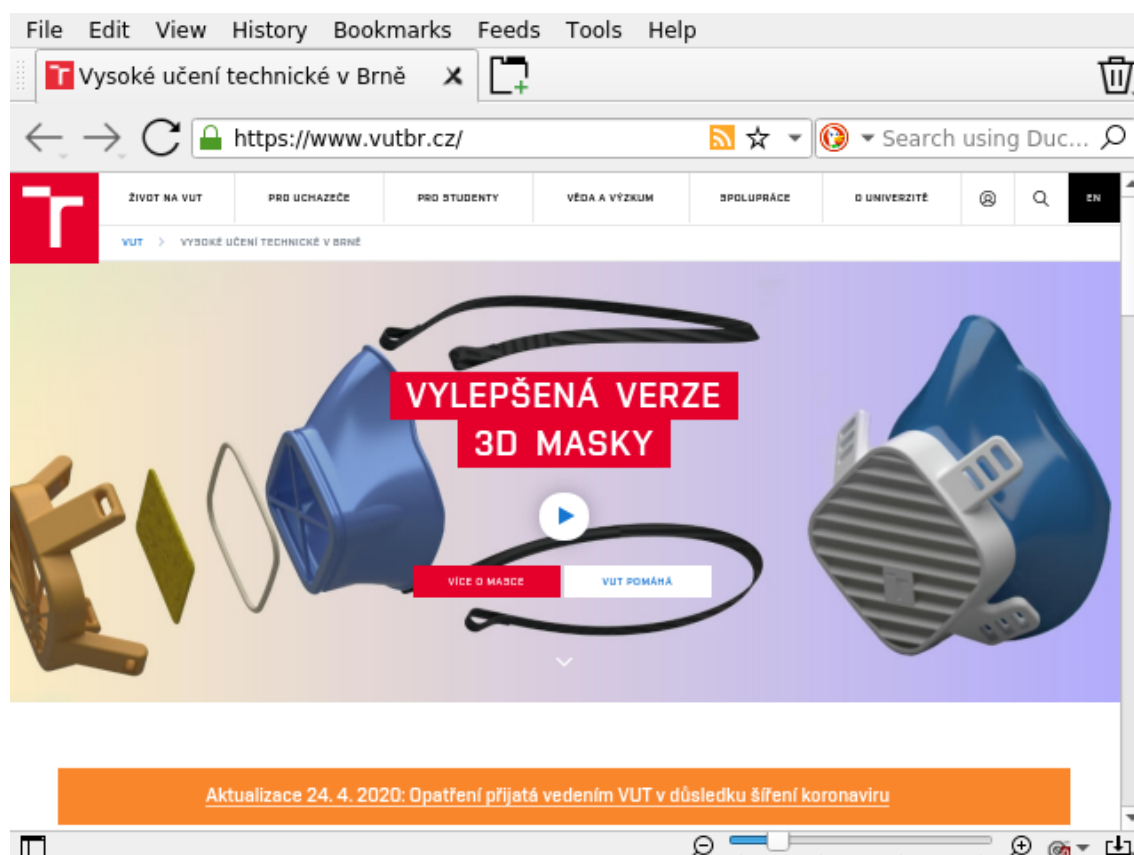 File Edit View History Bookmarks Feeds Tools Help
Vysoké učení technické v Brně
https://www.vutbr.cz/ Search using Duc...
ŽIVOT NA VUT PRO UCHAZEČE PRO STUDENTY VĚDA A VÝZKUM SPOLUPRÁCE O UNIVERZITĚ EN
VUT > VYSOKÉ UČENÍ TECHNICKÉ V BRNĚ
VYLEPŠENÁ VERZE
3D MASKY
VÍCE O MASCE VUT POMÁHÁ
Aktualizace 24. 4. 2020: Opatření přijatá vedením VUT v důsledku šíření koronaviru